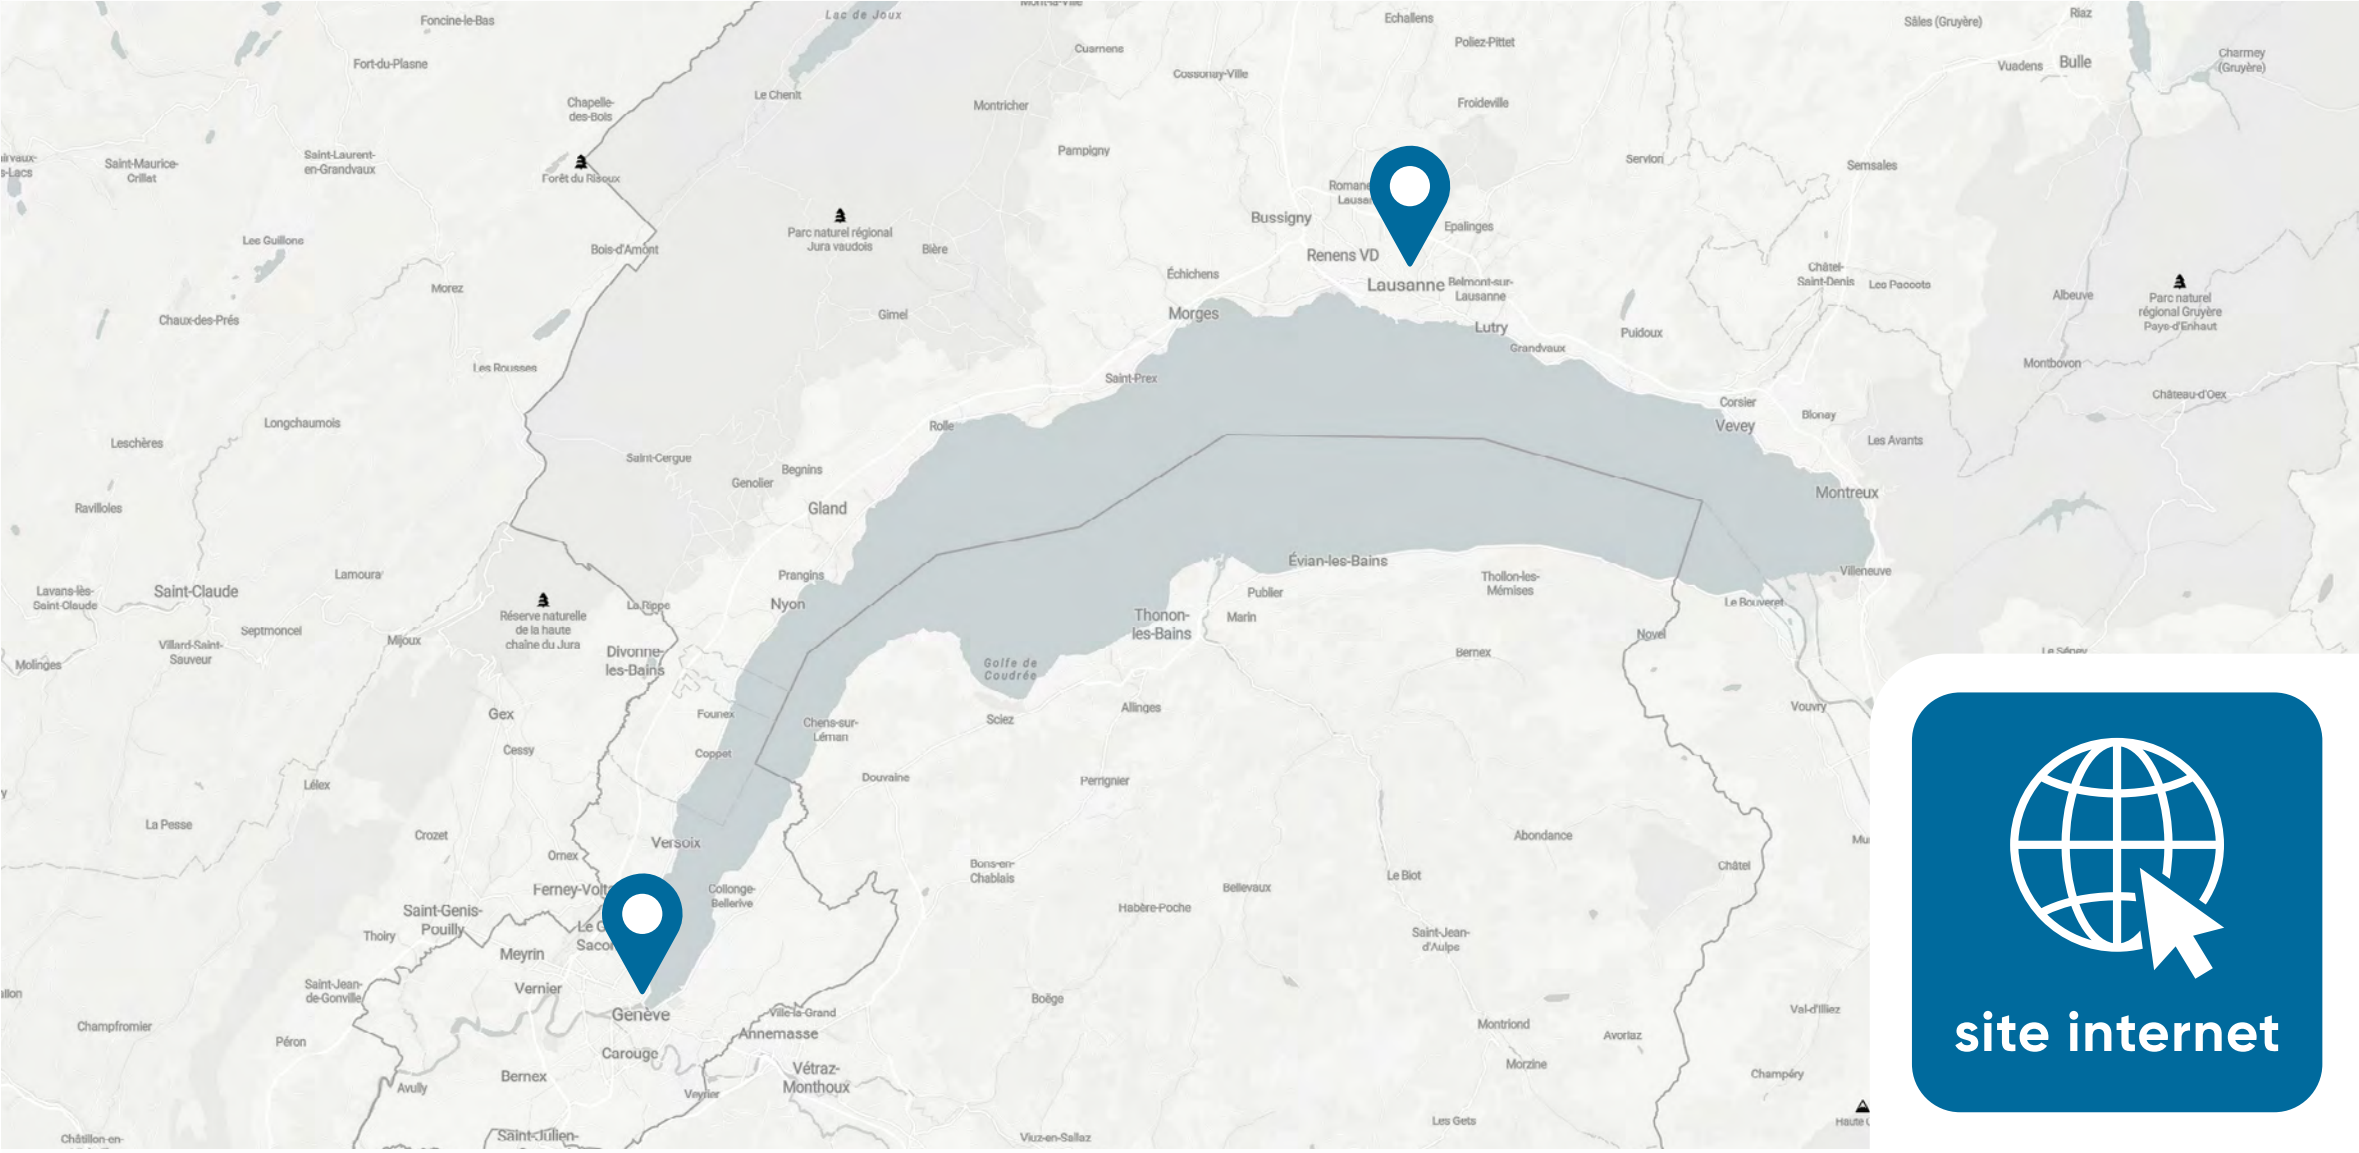 Lac de Joux
Foncine-le-Bas
Echallens
Sâles (Gruyère)
Riaz
Poliez-Pittet
Cuarnens
Charmey
(Gruyère)
Fort-du-Plasne
Vuadens
Bulle
Cossonay-Ville
Le Chenit
Chapelle-
des-Bois
Montricher
Froideville
Pampigny
Saint-Maurice-
Crillat
Saint-Laurent-
en-Grandvaux
Servion
Semsales
Forêt du Risoux
Bussigny
Epalinges
Parc naturel régional
Jura vaudois
Les Guillons
Bois-d'Amont
Bière
Renens VD
Échichens
Châtel-
Saint-Denis
Les Paccots
Lausanne
Belmont-sur-
Lausanne
Morez
Albeuve
Parc naturel
régional Gruyère
Pays-d'Enhaut
Morges
Gimel
Chaux-des-Prés
Lutry
Puidoux
Grandvaux
Les Rousses
Montbovon
Saint-Prex
Château-d'Oex
Corsier
Blonay
Vevey
Longchaumois
Rolle
Leschères
Les Avants
Saint-Cergue
Begnins
Genolier
Montreux
Ravilloles
Gland
Évian-les-Bains
Villeneuve
Lamoura
Prangins
Thollon-les-
Mémises
Lavans-lès-
Saint-Claude
Saint-Claude
Publier
Nyon
La Rippe
Le Bouveret
Réserve naturelle
de la haute
chaîne du Jura
Thonon-
les-Bains
Marin
Septmoncel
Mijoux
Novel
Villard-Saint-
Sauveur
Divonne-
les-Bains
Molinges
Bernex
Golfe de
Coudrée
Gex
Founex
Chens-sur-
Léman
Sciez
Allinges
Vouvry
Cessy
Coppet
Lélex
Douvaine
Perrignier
La Pesse
Crozet
Versoix
Abondance
Ornex
Bons-en-
Chablais
Châtel
Le Biot
Collonge-
Bellerive
Bellevaux
Saint-Genis-
Pouilly
Habère-Poche
Thoiry
Saint-Jean-
d'Aulps
Meyrin
Vernier
Saint-Jean-
de-Gonville
Boëge
Genève
Ville-la-Grand
Val-d'Illiez
Champfromier
Annemasse
Montriond
Avoriaz
Péron
Carouge
Morzine
Bernex
Vétraz-
Monthoux
Champéry
Avully
Veyrier
Les Gets
Saint-Julien-
Viuz-en-Sallaz
Châtillon-en-
site internet